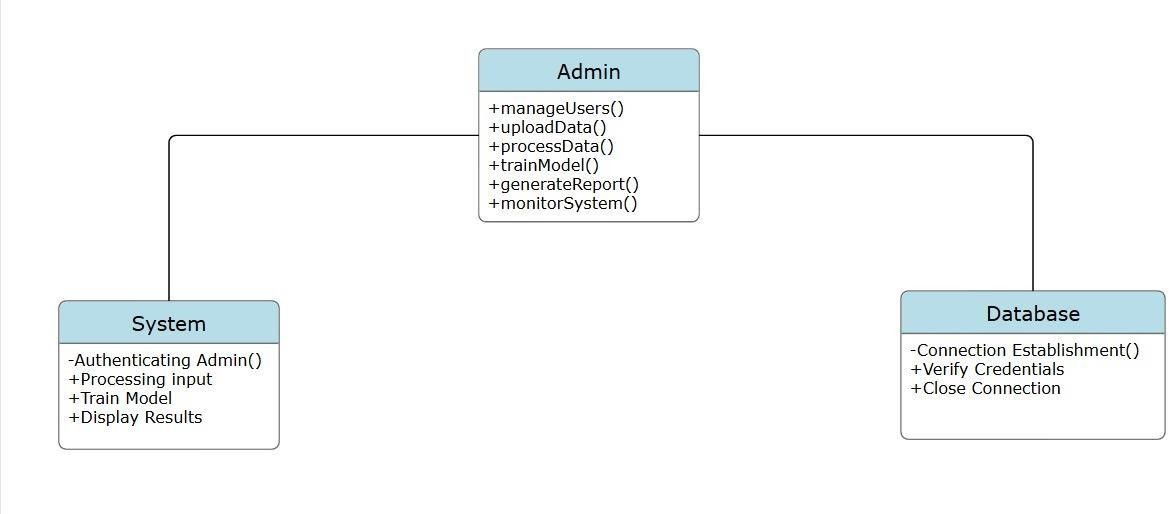 Admin
+manageUsers()
+uploadData()
+processData()
+trainModel()
+generateReport()
+monitorSystem()
System
-Authenticating Admin()
+Processing input
+Train Model
+Display Results
Database
-Connection Establishment()
+Verify Credentials
+Close Connection